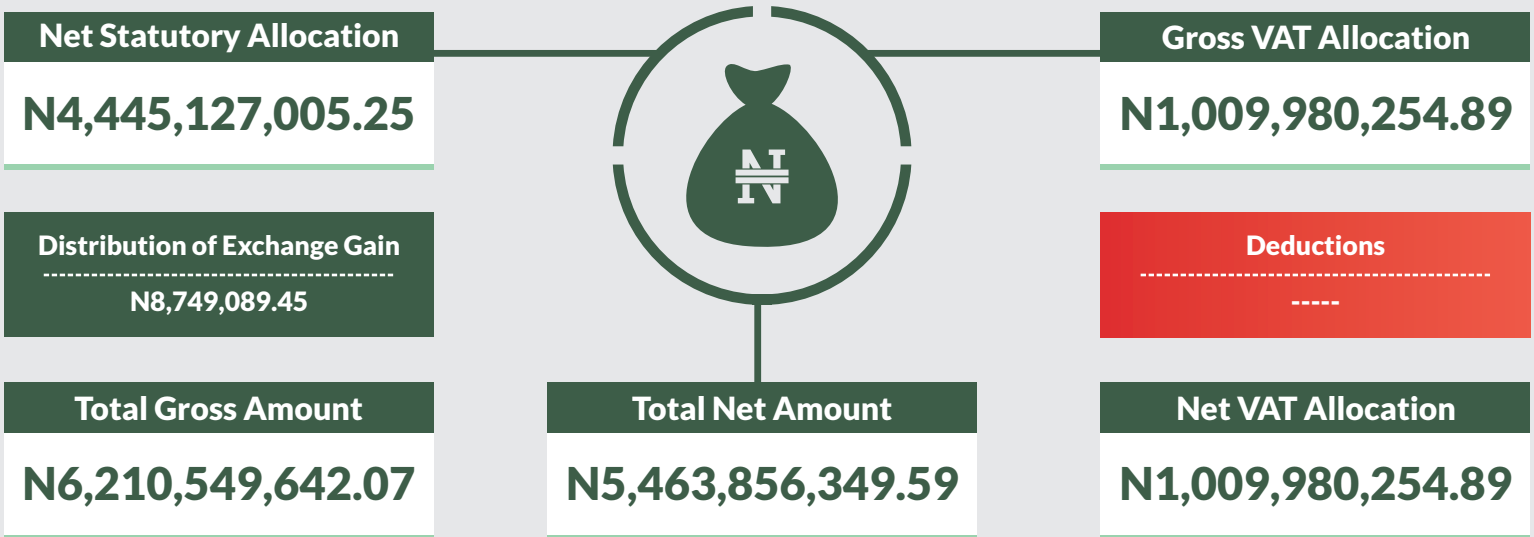 Net Statutory Allocation
N4,445,127,005.25
Gross VAT Allocation
N1,009,980,254.89
₦
Distribution of Exchange Gain
N8,749,089.45
Deductions
-----
Total Gross Amount
N6,210,549,642.07
Total Net Amount
N5,463,856,349.59
Net VAT Allocation
N1,009,980,254.89